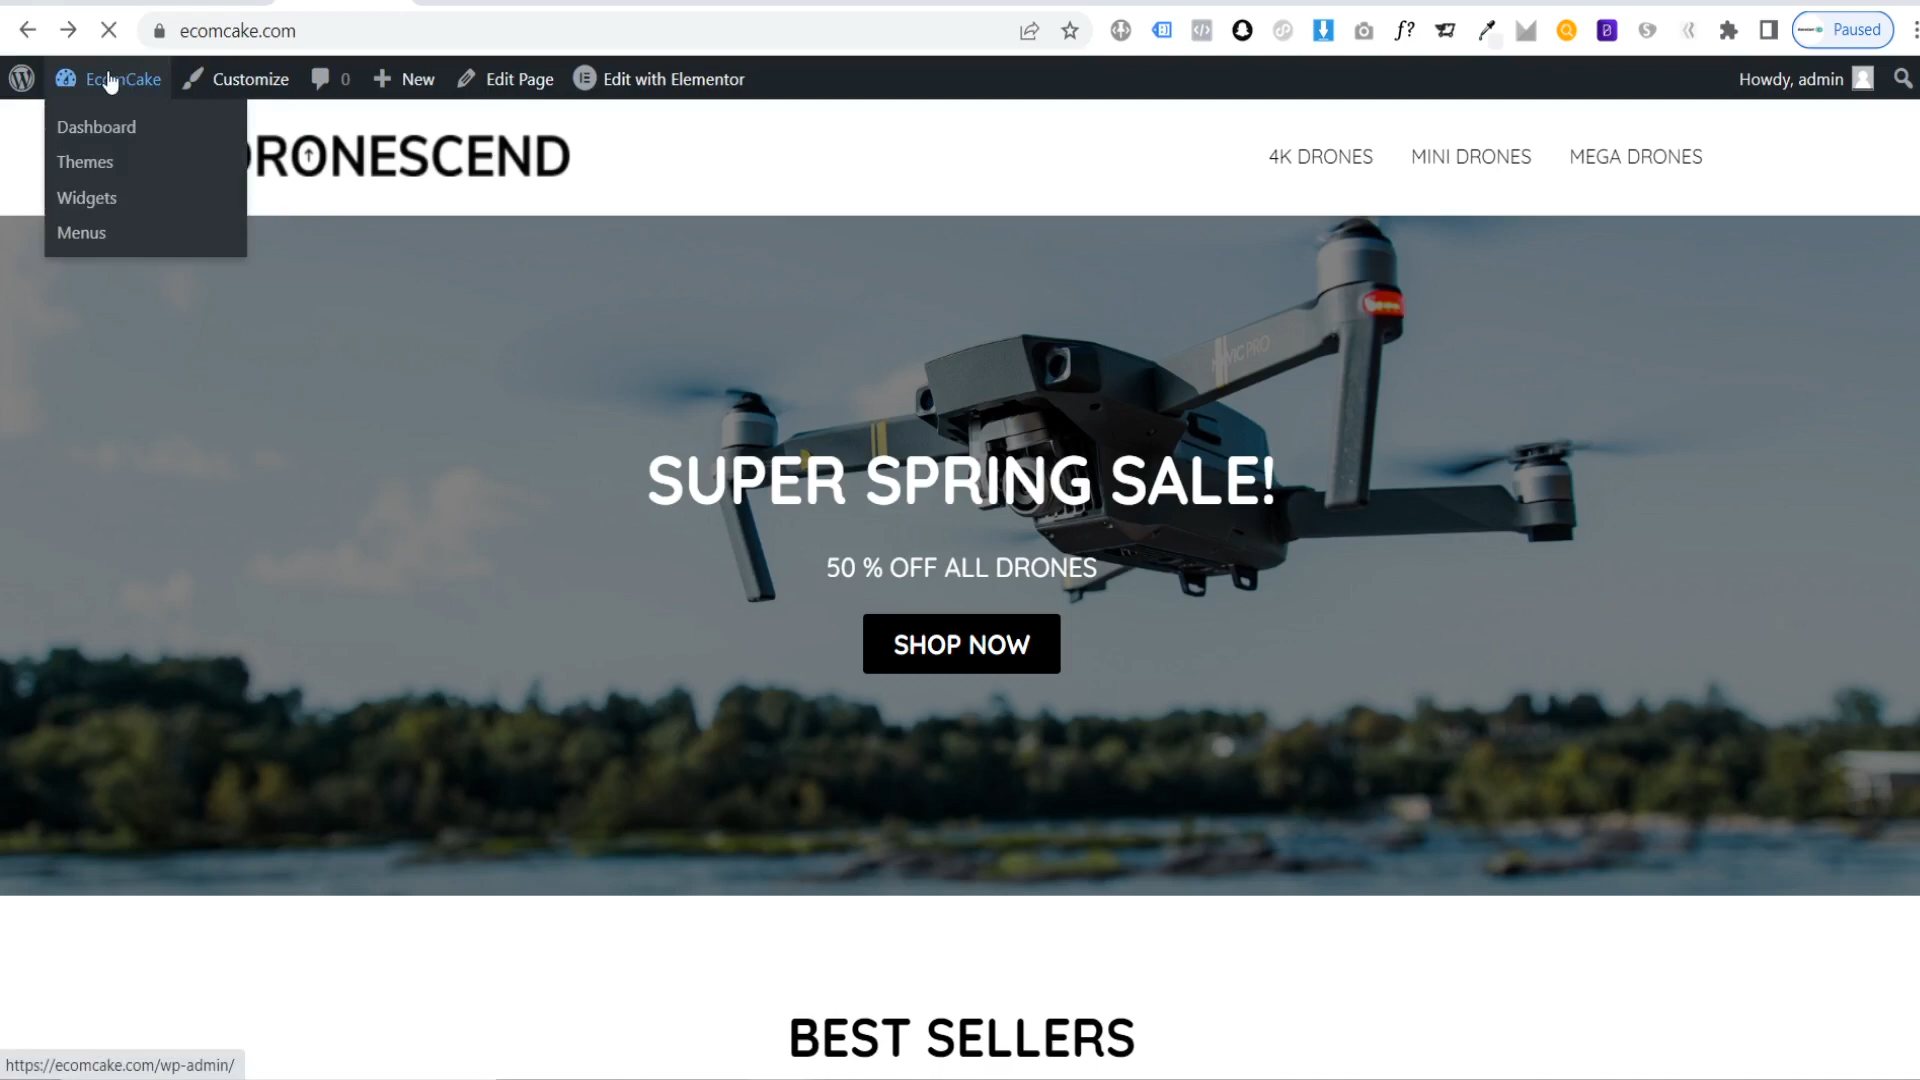 ecomcake.com
Paused
EcomCake
Customize
0
New
Edit Page
Edit with Elementor
Howdy, admin
Dashboard
Themes
Widgets
Menus
DRONESCEND
4K DRONES
MINI DRONES
MEGA DRONES
SUPER SPRING SALE!
50 % OFF ALL DRONES
SHOP NOW
BEST SELLERS
https://ecomcake.com/wp-admin/